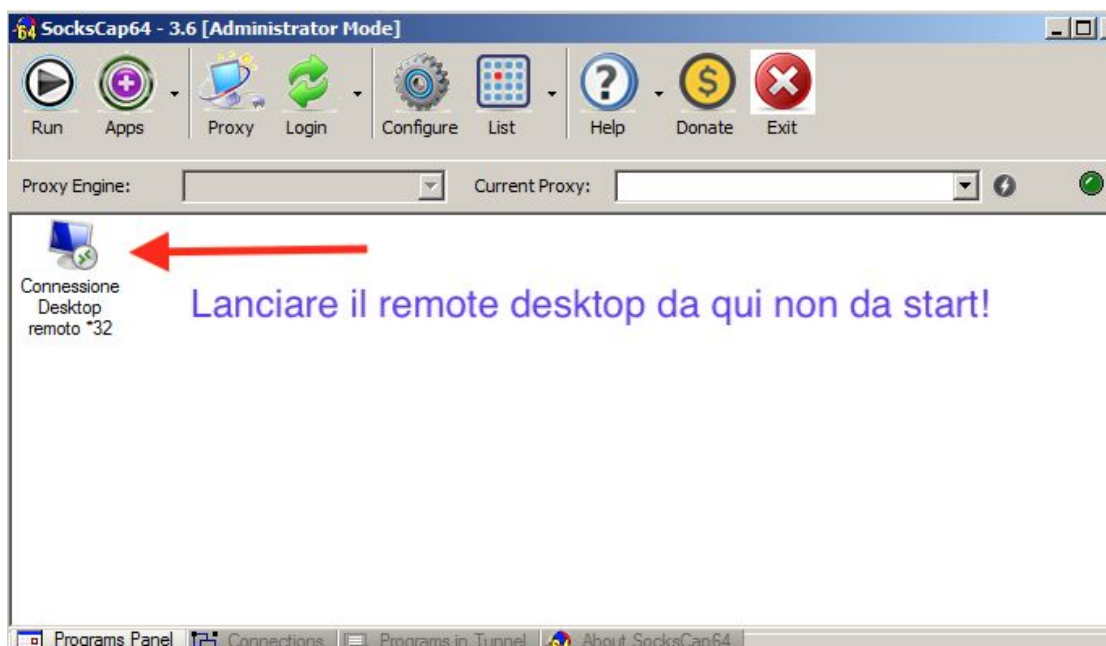 64 SocksCap64 - 3.6 [Administrator Mode]
Run Apps Proxy Login Configure List Help Donate Exit
Proxy Engine: Current Proxy:
Connessione
Desktop
remoto *32
Lanciare il remote desktop da qui non da start!
Programs Panel Connections Programs in Tunnel About SocksCap64